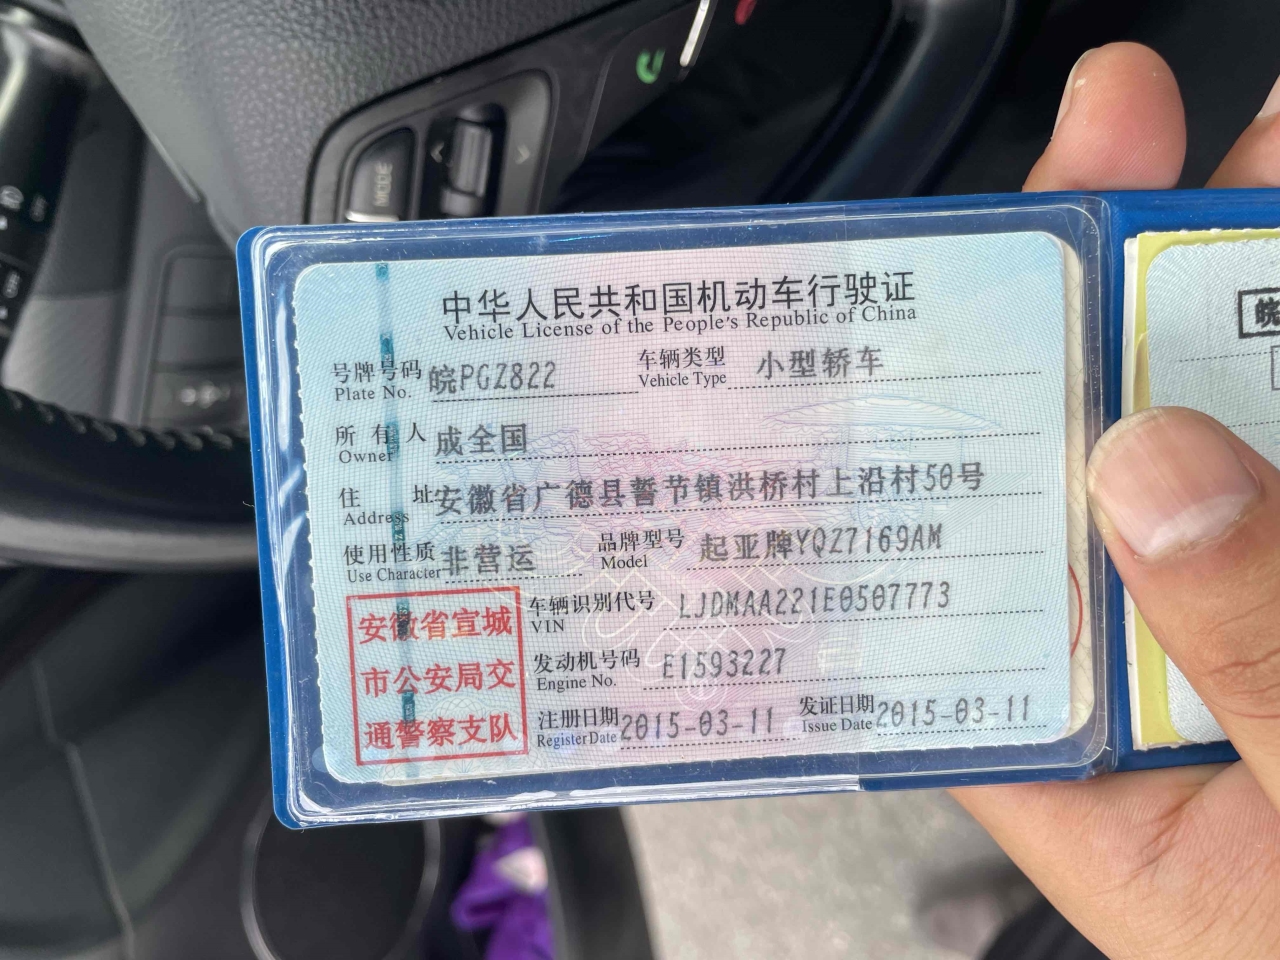 MODE
中华人民共和国机动车行驶证
Vehicle License of the People's Republic of China
号牌号码 皖PGZ822 车辆类型 小型轿车
Plate No. Vehicle Type
所有人 成全国
Owner
住址 安徽省广德县誓节镇洪桥村上沿村50号
Address
使用性质 非营运 品牌型号 起亚牌YQZ7169AM
Use Character Model
车辆识别代号 LJDMAA221E0507773
VIN
发动机号码 E1593227
Engine No.
注册日期 2015-03-11 发证日期 2015-03-11
Register Date Issue Date
安徽省宣城
市公安局交
通警察支队
皖